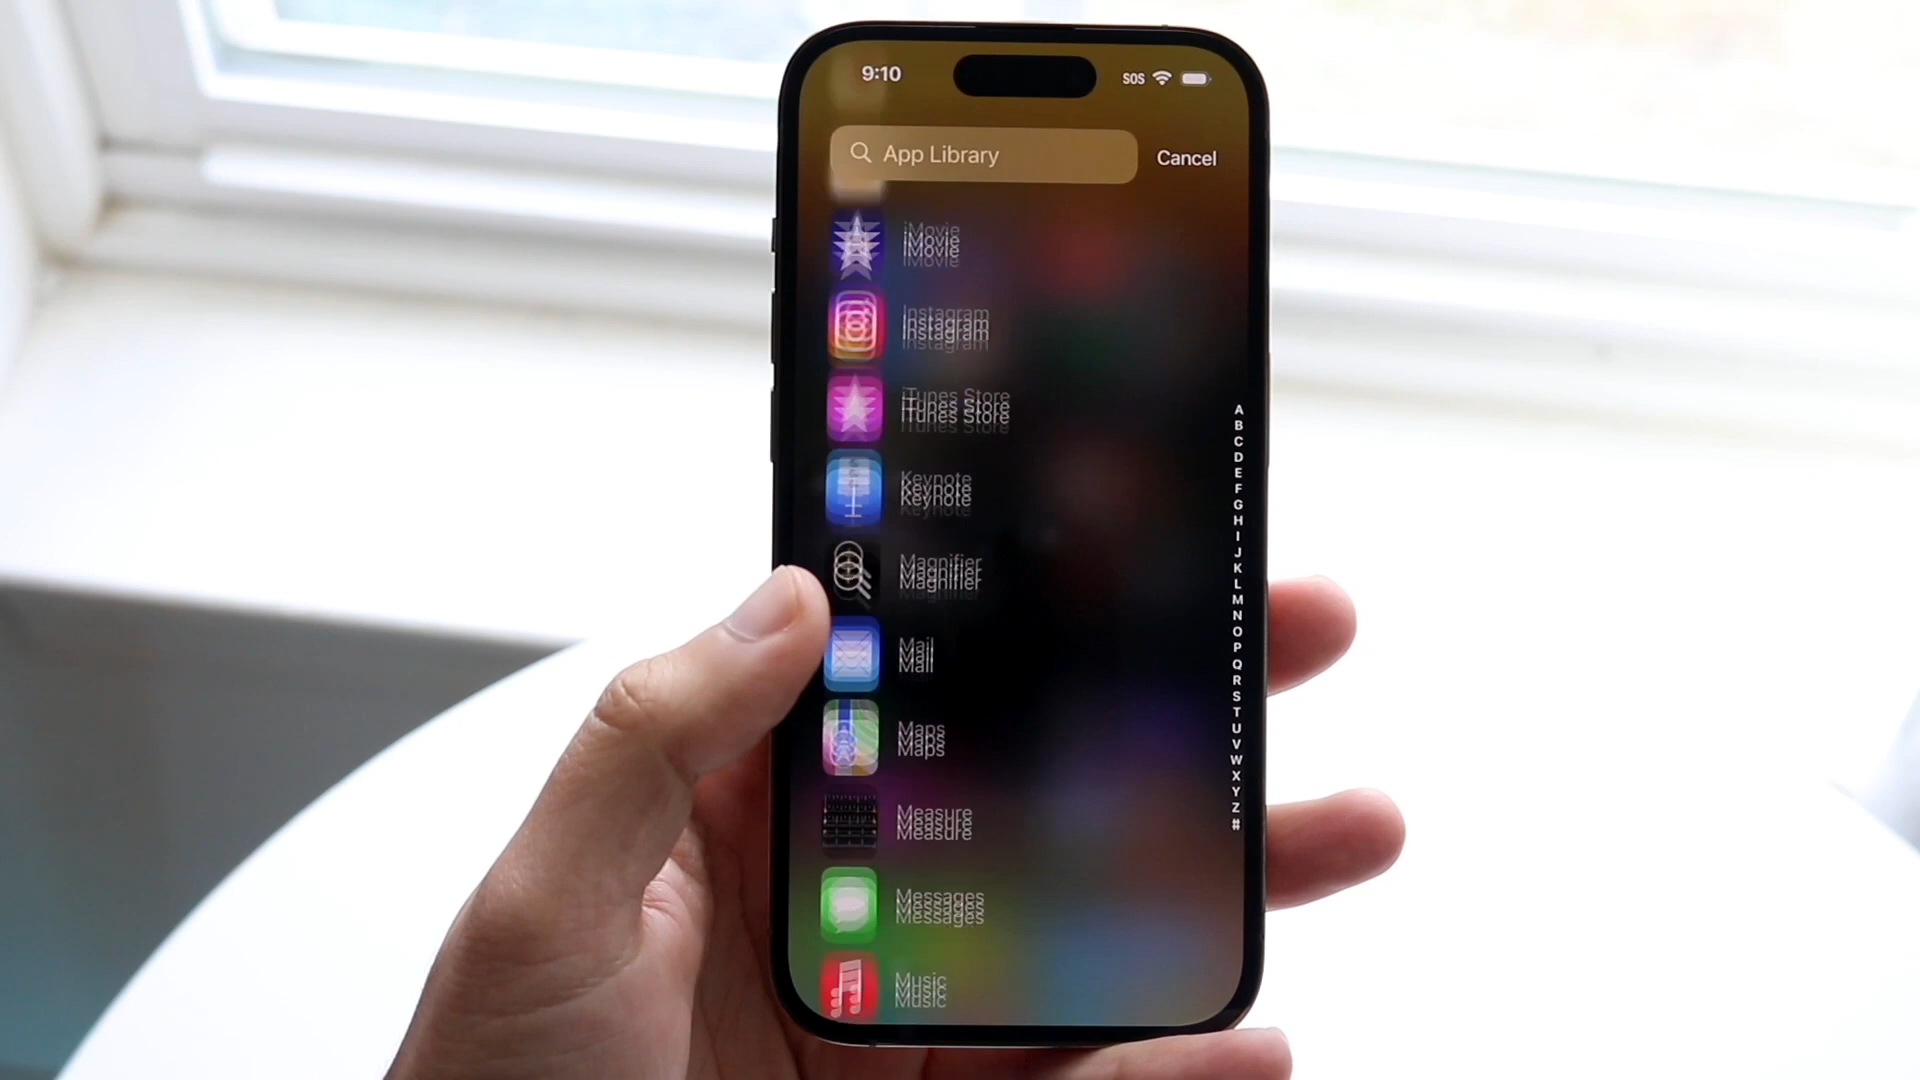 9:10 SOS
App Library Cancel
iMovie
Instagram
iTunes Store
Keynote
Magnifier
Mail
Maps
Measure
Messages
Music
A
B
C
D
E
F
G
H
I
J
K
L
M
N
O
P
Q
R
S
T
U
V
W
X
Y
Z
#